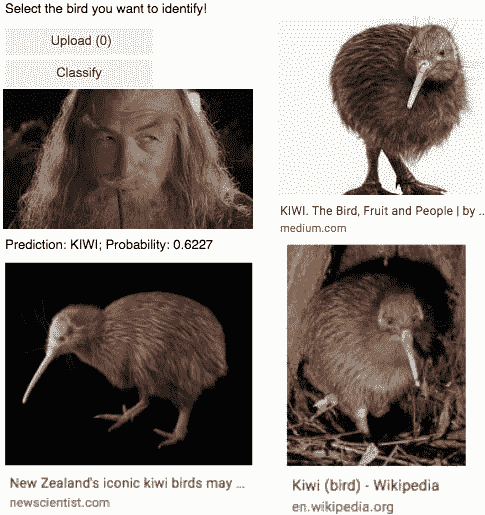 Select the bird you want to identify!
Upload (0)
Classify
Prediction: KIWI; Probability: 0.6227
KIWI. The Bird, Fruit and People | by ..
medium.com
New Zealand's iconic kiwi birds may ...
newscientist.com
Kiwi (bird) - Wikipedia
en.wikipedia.org